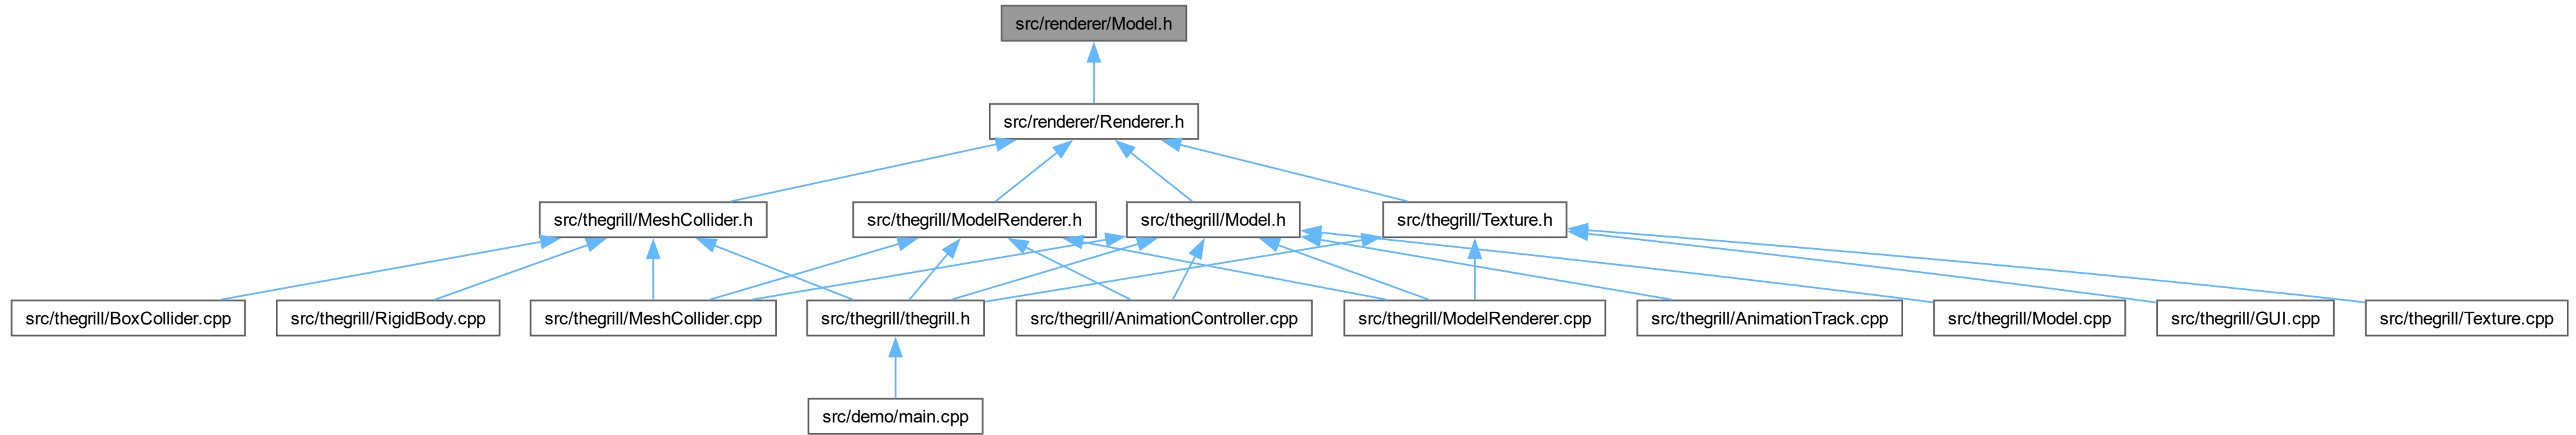 src/renderer/Model.h
src/renderer/Renderer.h
src/thegrill/MeshCollider.h
src/thegrill/ModelRenderer.h
src/thegrill/Model.h
src/thegrill/Texture.h
src/thegrill/BoxCollider.cpp
src/thegrill/RigidBody.cpp
src/thegrill/MeshCollider.cpp
src/thegrill/thegrill.h
src/thegrill/AnimationController.cpp
src/thegrill/ModelRenderer.cpp
src/thegrill/AnimationTrack.cpp
src/thegrill/Model.cpp
src/thegrill/GUI.cpp
src/thegrill/Texture.cpp
src/demo/main.cpp